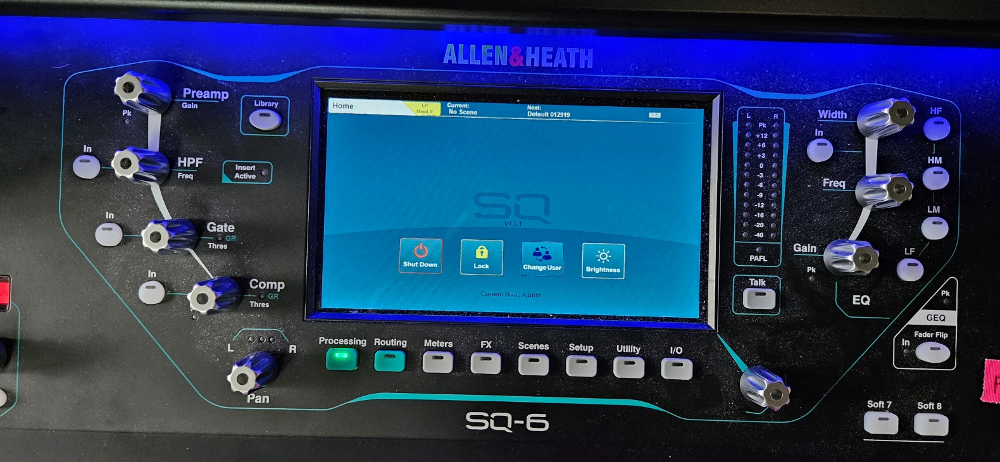 ALLEN&HEATH
Preamp
Gain
Pk
Library
In
HPF
Freq
Insert
Active
In
Gate
GR
Thres
In
Comp
GR
Thres
L
R
Pan
Home
LR
MainLR
Current:
No Scene
Next:
Default 012919
SQ
V1.5.1
Shut Down
Lock
Change User
Brightness
Current User: Admin
L R
Pk
+12
+6
+3
0
-3
-6
-9
-12
-16
-20
-40
PAFL
Talk
Width
In
Freq
Gain
Pk
EQ
HF
HM
LM
LF
Pk
GEQ
Fader Flip
In
Processing
Routing
Meters
FX
Scenes
Setup
Utility
I/O
SQ-6
Soft 7
Soft 8